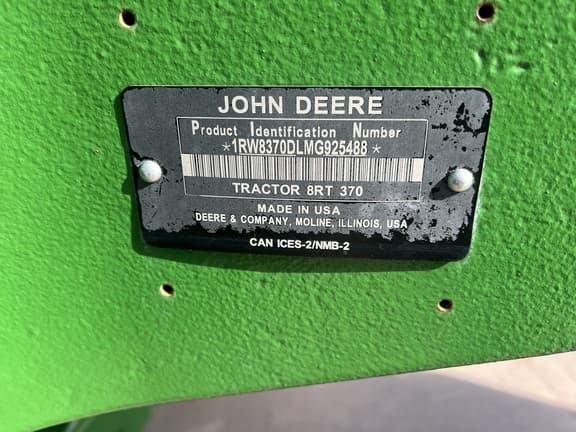 JOHN DEERE
Product Identification Number
*1RW8370DLMG925488*
TRACTOR 8RT 370
MADE IN USA
DEERE & COMPANY, MOLINE, ILLINOIS, USA
CAN ICES-2/NMB-2